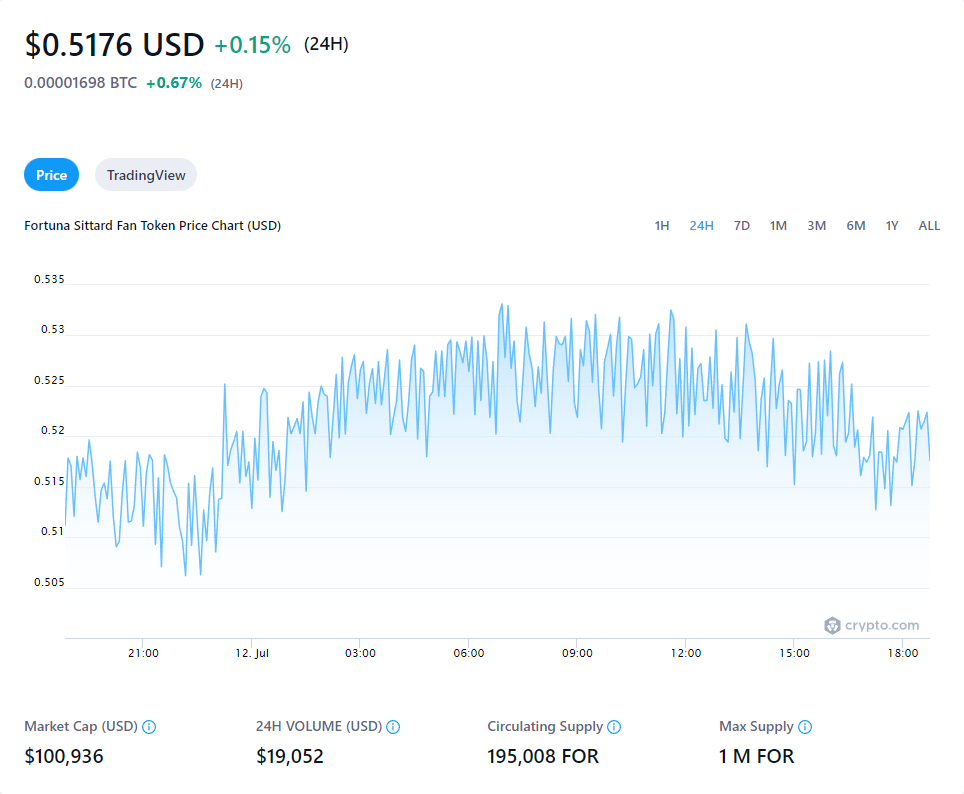 $0.5176 USD +0.15% (24H)
0.00001698 BTC +0.67% (24H)
Price TradingView
Fortuna Sittard Fan Token Price Chart (USD) 1H 24H 7D 1M 3M 6M 1Y ALL
0.535
0.53
0.525
0.52
0.515
0.51
0.505
crypto.com
21:00 12. Jul 03:00 06:00 09:00 12:00 15:00 18:00
Market Cap (USD) 24H VOLUME (USD) Circulating Supply Max Supply
$100,936 $19,052 195,008 FOR 1 M FOR